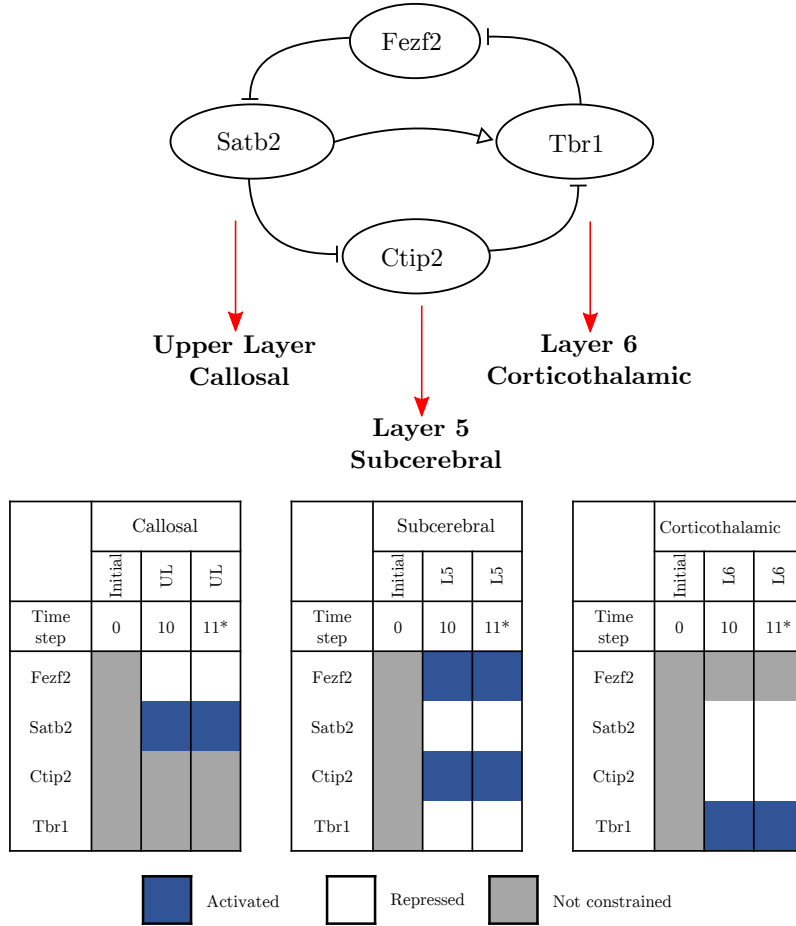 Fezf2
Satb2
Tbr1
Ctip2
Upper Layer
Callosal
Layer 6
Corticothalamic
Layer 5
Subcerebral
Callosal
Initial UL UL
Time
step 0 10 11*
Fezf2
Satb2
Ctip2
Tbr1
Subcerebral
Initial L5 L5
Time
step 0 10 11*
Fezf2
Satb2
Ctip2
Tbr1
Corticothalamic
Initial L6 L6
Time
step 0 10 11*
Fezf2
Satb2
Ctip2
Tbr1
Activated Repressed Not constrained